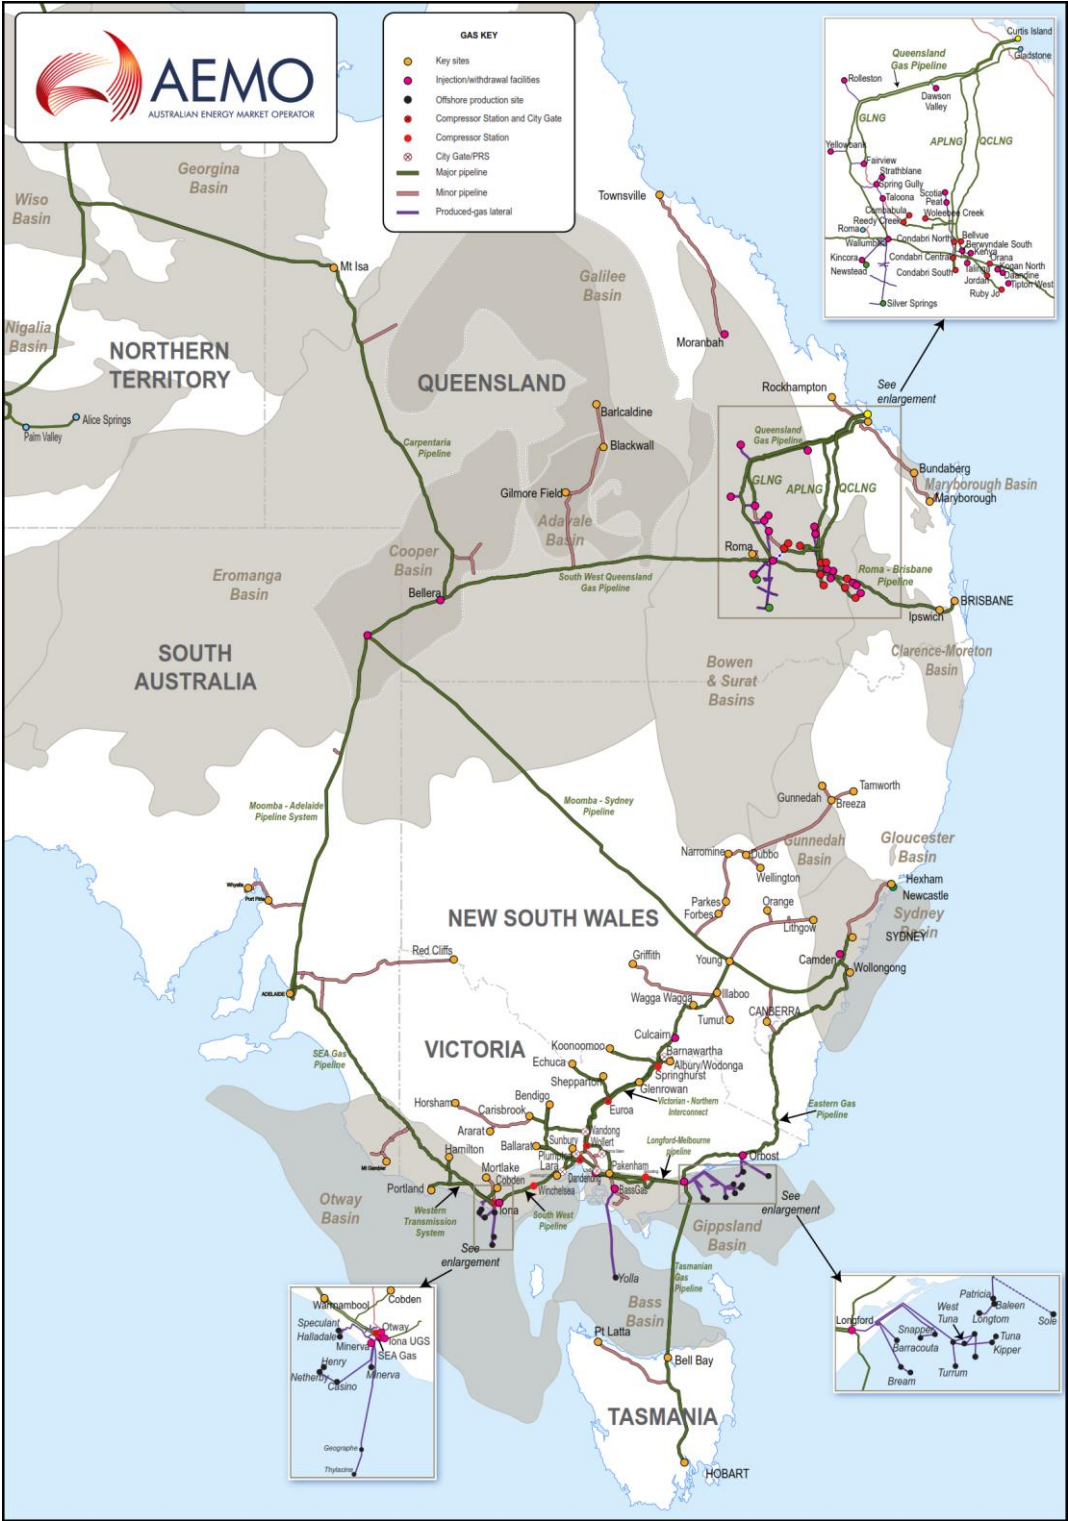 AEMO
AUSTRALIAN ENERGY MARKET OPERATOR
GAS KEY
Key sites
Injection/withdrawal facilities
Offshore production site
Compressor Station and City Gate
Compressor Station
City Gate/PRS
Major pipeline
Minor pipeline
Produced-gas lateral
Curtis Island
Gladstone
Queensland
Gas Pipeline
Rolleston
Dawson
Valley
GLNG
APLNG
QCLNG
Yellowbank
Fairview
Strathblane
Spring Gully
Taloona
Scotia
Peat
Combabula
Woleebee Creek
Reedy Creek
Roma
Wallumbilla
Condabri North
Bellvue
Berwyndale South
Kenya
Kincora
Condabri Central
Orana
Newstead
Talinga
Kogan North
Condabri South
Daandine
Jordan
Tipton West
Ruby Jo
Silver Springs
See
enlargement
Georgina
Basin
Wiso
Basin
Townsville
Mt Isa
Galilee
Basin
Nigalia
Basin
NORTHERN
TERRITORY
Moranbah
QUEENSLAND
Rockhampton
Alice Springs
Palm Valley
Barlcaldine
Carpentaria
Pipeline
Blackwall
Queensland
Gas Pipeline
Bundaberg
Maryborough Basin
Maryborough
Gilmore Field
GLNG
APLNG
QCLNG
Adavale
Basin
Cooper
Basin
Roma
Eromanga
Basin
South West Queensland
Gas Pipeline
Roma - Brisbane
Pipeline
Bellera
BRISBANE
Ipswich
SOUTH
AUSTRALIA
Clarence-Moreton
Basin
Bowen
& Surat
Basins
Moomba - Adelaide
Pipeline System
Moomba - Sydney
Pipeline
Gunnedah
Tamworth
Breeza
Gunnedah
Basin
Gloucester
Basin
Narromine
Dubbo
Wellington
Whyalla
Port Pirie
Hexham
Newcastle
Parkes
Forbes
Orange
Lithgow
NEW SOUTH WALES
Sydney
Basin
SYDNEY
Red Cliffs
Griffith
Young
Camden
Wollongong
ADELAIDE
Wagga Wagga
Illaboo
Tumut
CANBERRA
Culcairn
VICTORIA
Koonoomoo
Barnawartha
Albury/Wodonga
SEA Gas
Pipeline
Echuca
Springhurst
Shepparton
Glenrowan
Victorian - Northern
Interconnect
Horsham
Bendigo
Carisbrook
Euroa
Eastern Gas
Pipeline
Ararat
Wandong
Wollert
Ballarat
Sunbury
Plumpton
Longford-Melbourne
pipeline
Hamilton
Orbost
Mt Gambier
Lara
Pakenham
Mortlake
Cobden
Dandenong
Portland
Winchelsea
BassGas
Iona
Otway
Basin
Western
Transmission
System
South West
Pipeline
Gippsland
Basin
See
enlargement
See
enlargement
Yolla
Tasmanian
Gas
Pipeline
Bass
Basin
Pt Latta
Bell Bay
TASMANIA
HOBART
Warrnambool
Cobden
Speculant
Halladale
Otway
Iona UGS
Minerva
SEA Gas
Henry
Minerva
Netherby
Casino
Geographe
Thylacine
Patricia
Baleen
West
Tuna
Longtom
Sole
Longford
Snapper
Tuna
Barracouta
Kipper
Turrum
Bream